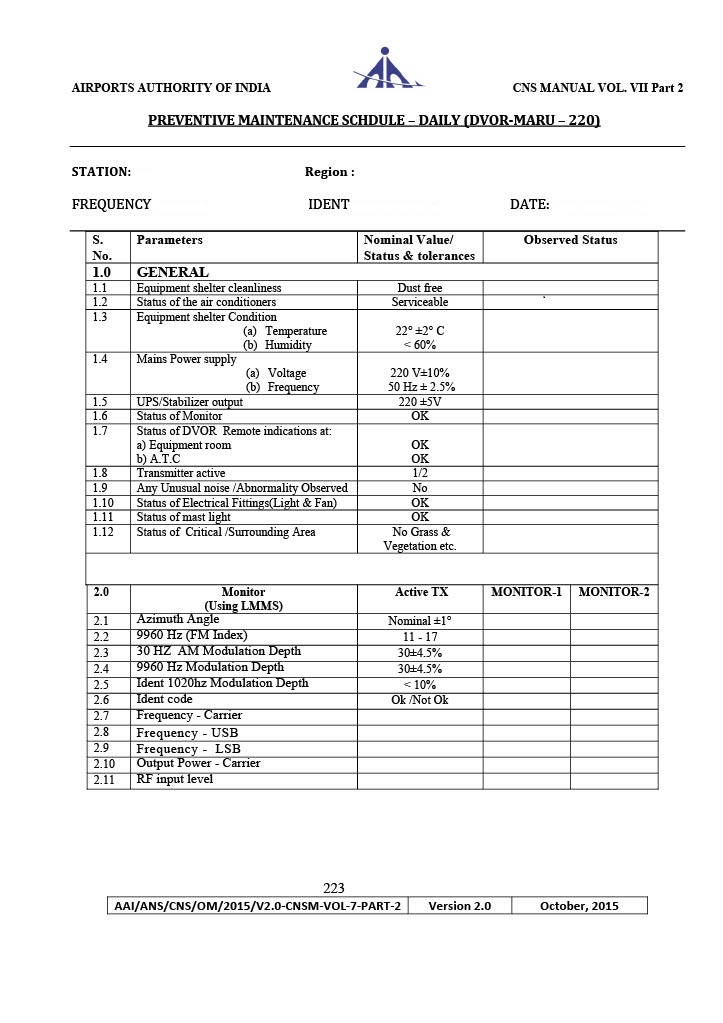 AIRPORTS AUTHORITY OF INDIA CNS MANUAL VOL. VII Part 2
PREVENTIVE MAINTENANCE SCHDULE – DAILY (DVOR-MARU – 220)
STATION: Region :
FREQUENCY IDENT DATE:
S. No. Parameters Nominal Value/ Status & tolerances Observed Status
1.0 GENERAL
1.1 Equipment shelter cleanliness Dust free
1.2 Status of the air conditioners Serviceable
1.3 Equipment shelter Condition
(a) Temperature 22° ±2° C
(b) Humidity < 60%
1.4 Mains Power supply
(a) Voltage 220 V±10%
(b) Frequency 50 Hz ± 2.5%
1.5 UPS/Stabilizer output 220 ±5V
1.6 Status of Monitor OK
1.7 Status of DVOR Remote indications at:
a) Equipment room OK
b) A.T.C OK
1.8 Transmitter active 1/2
1.9 Any Unusual noise /Abnormality Observed No
1.10 Status of Electrical Fittings(Light & Fan) OK
1.11 Status of mast light OK
1.12 Status of Critical /Surrounding Area No Grass &
Vegetation etc.
2.0 Monitor Active TX MONITOR-1 MONITOR-2
(Using LMMS)
2.1 Azimuth Angle Nominal ±1°
2.2 9960 Hz (FM Index) 11 - 17
2.3 30 HZ AM Modulation Depth 30±4.5%
2.4 9960 Hz Modulation Depth 30±4.5%
2.5 Ident 1020hz Modulation Depth < 10%
2.6 Ident code Ok /Not Ok
2.7 Frequency - Carrier
2.8 Frequency - USB
2.9 Frequency - LSB
2.10 Output Power - Carrier
2.11 RF input level
223
AAI/ANS/CNS/OM/2015/V2.0-CNSM-VOL-7-PART-2 Version 2.0 October, 2015